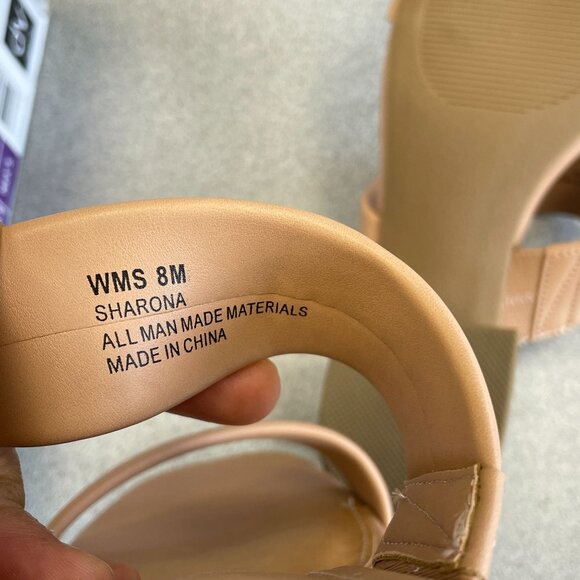 WMS 8M
SHARONA
ALL MAN MADE MATERIALS
MADE IN CHINA